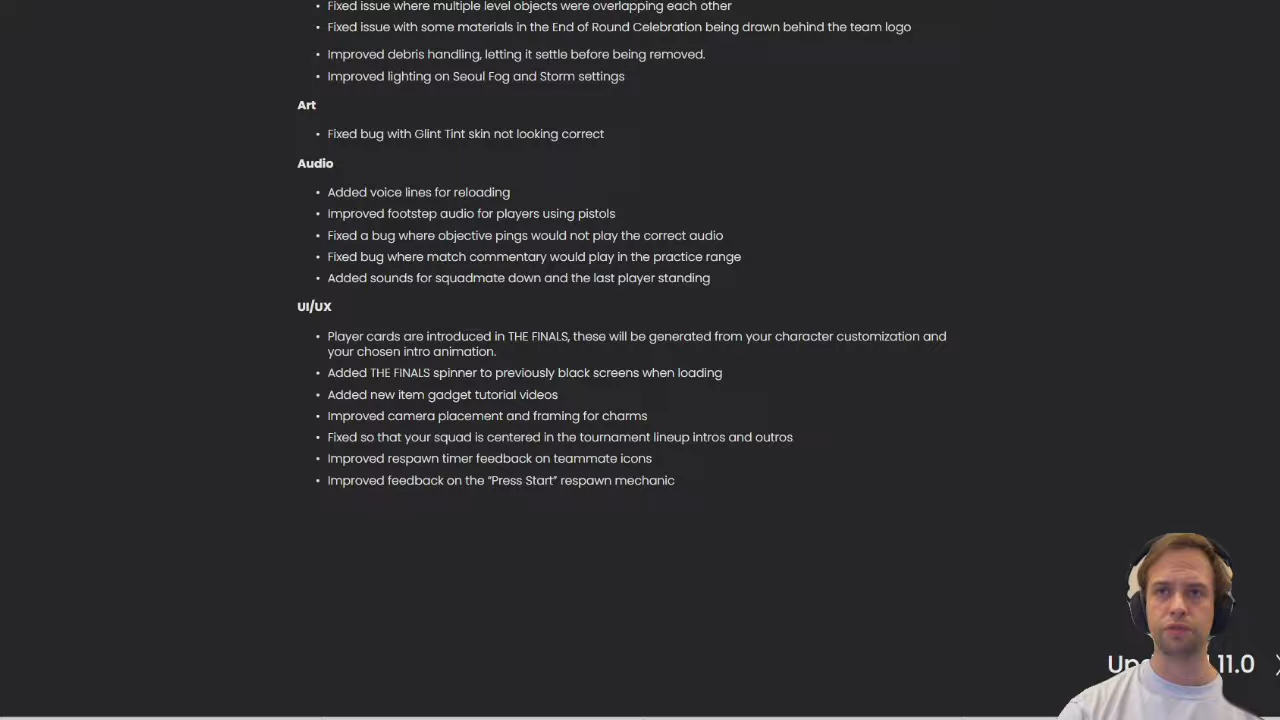 • Fixed issue where multiple level objects were overlapping each other
• Fixed issue with some materials in the End of Round Celebration being drawn behind the team logo
• Improved debris handling, letting it settle before being removed.
• Improved lighting on Seoul Fog and Storm settings
Art
• Fixed bug with Glint Tint skin not looking correct
Audio
• Added voice lines for reloading
• Improved footstep audio for players using pistols
• Fixed a bug where objective pings would not play the correct audio
• Fixed bug where match commentary would play in the practice range
• Added sounds for squadmate down and the last player standing
UI/UX
• Player cards are introduced in THE FINALS, these will be generated from your character customization and
your chosen intro animation.
• Added THE FINALS spinner to previously black screens when loading
• Added new item gadget tutorial videos
• Improved camera placement and framing for charms
• Fixed so that your squad is centered in the tournament lineup intros and outros
• Improved respawn timer feedback on teammate icons
• Improved feedback on the “Press Start” respawn mechanic
11.0